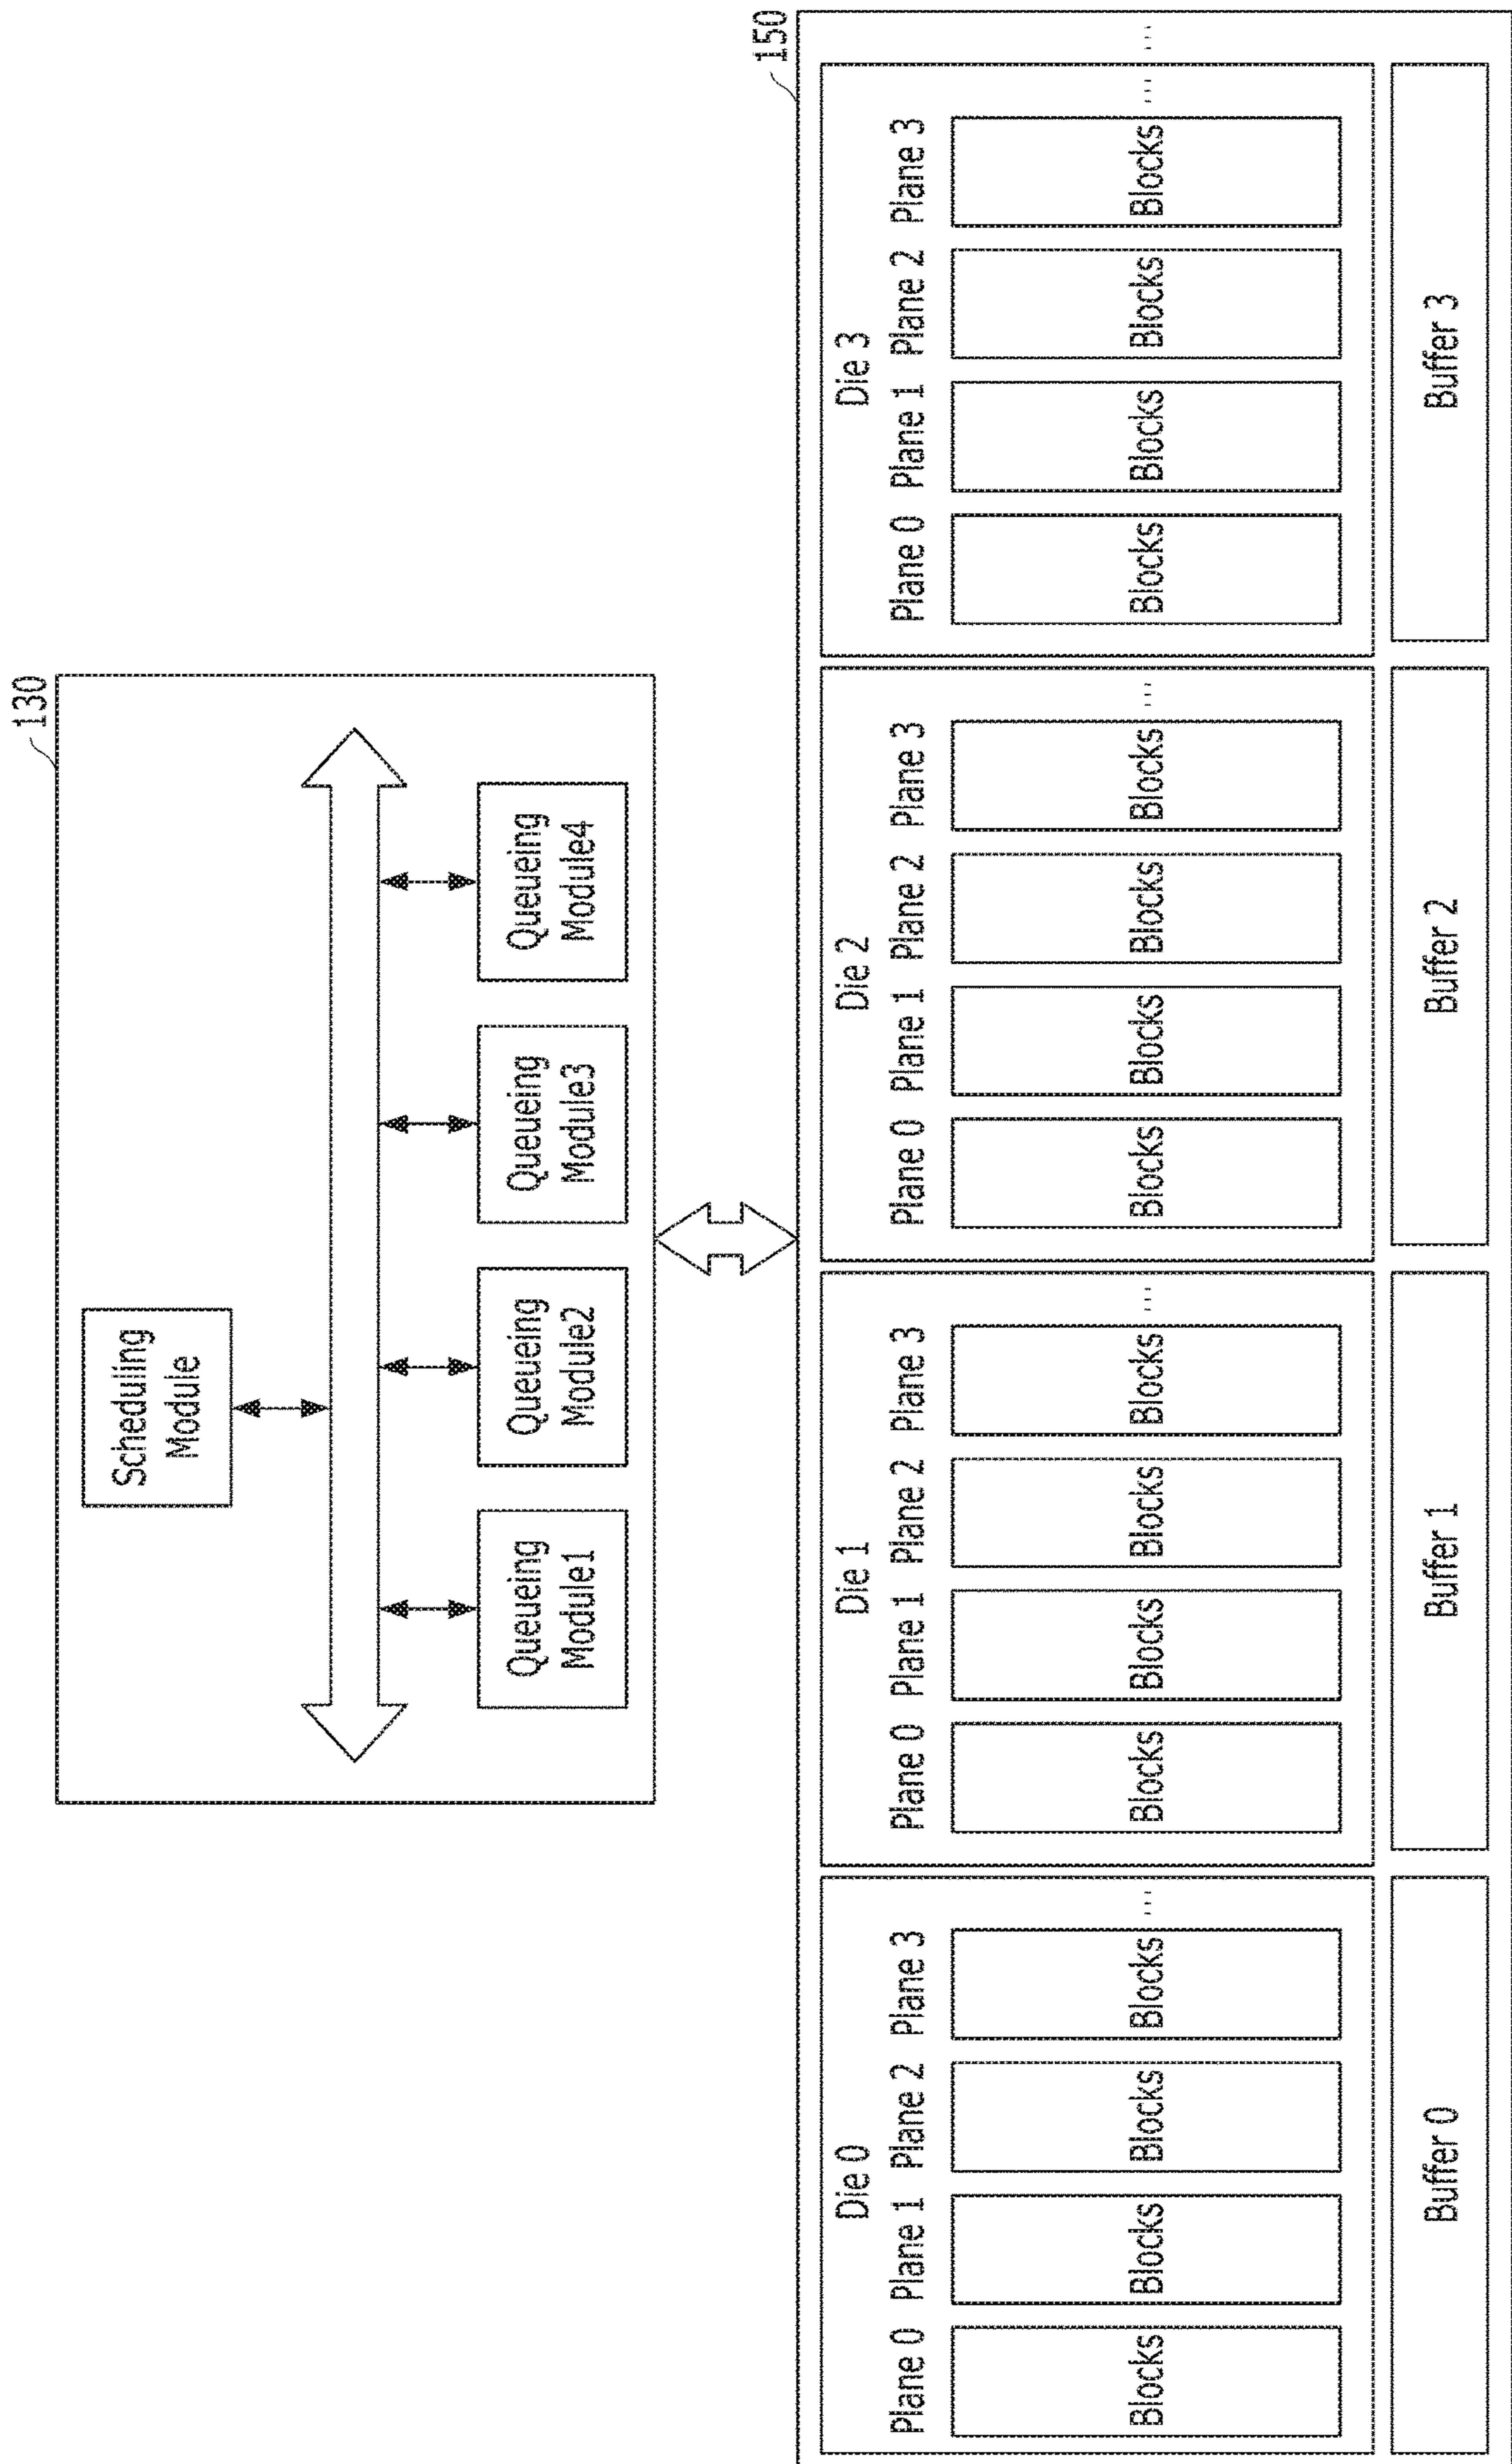 130
Scheduling
Module
Queueing
Module1
Queueing
Module2
Queueing
Module3
Queueing
Module4
150
Die 0
Plane 0 Plane 1 Plane 2 Plane 3
Blocks Blocks Blocks Blocks ...
Die 1
Plane 0 Plane 1 Plane 2 Plane 3
Blocks Blocks Blocks Blocks ...
Die 2
Plane 0 Plane 1 Plane 2 Plane 3
Blocks Blocks Blocks Blocks ...
Die 3
Plane 0 Plane 1 Plane 2 Plane 3
Blocks Blocks Blocks Blocks ... ...
Buffer 0
Buffer 1
Buffer 2
Buffer 3